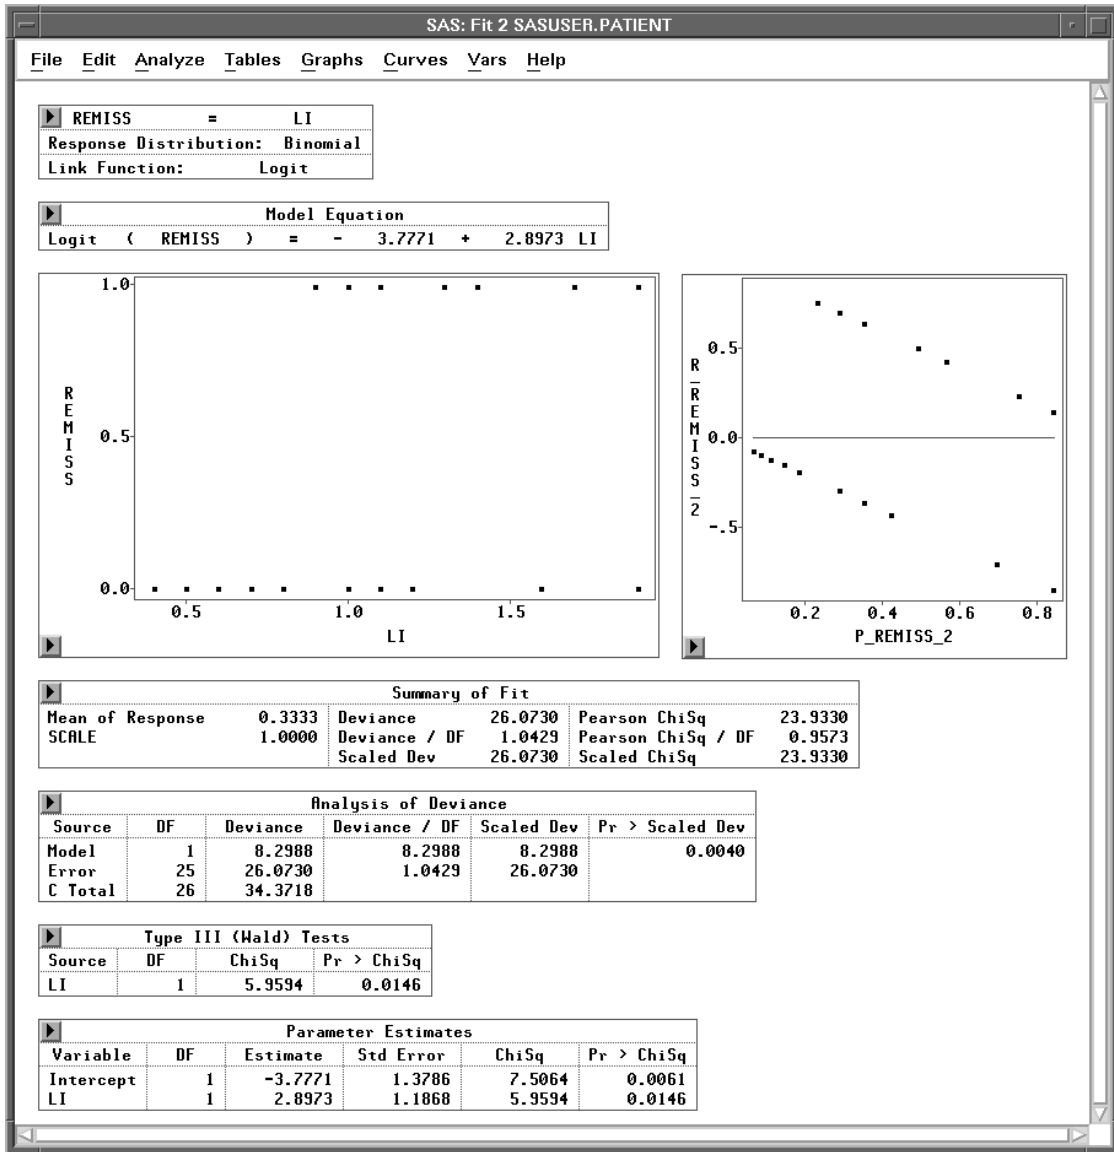 SAS: Fit 2 SASUSER.PATIENT
File Edit Analyze Tables Graphs Curves Vars Help
REMISS = LI
Response Distribution: Binomial
Link Function: Logit
Model Equation
Logit ( REMISS ) = - 3.7771 + 2.8973 LI
1.0
0.5
0.0
REMISS
0.5 1.0 1.5
LI
R_REMISS_2
0.5
0.0
-.5
0.2 0.4 0.6 0.8
P_REMISS_2
Summary of Fit
Mean of Response 0.3333 Deviance 26.0730 Pearson ChiSq 23.9330
SCALE 1.0000 Deviance / DF 1.0429 Pearson ChiSq / DF 0.9573
Scaled Dev 26.0730 Scaled ChiSq 23.9330
Analysis of Deviance
Source DF Deviance Deviance / DF Scaled Dev Pr > Scaled Dev
Model 1 8.2988 8.2988 8.2988 0.0040
Error 25 26.0730 1.0429 26.0730
C Total 26 34.3718
Type III (Wald) Tests
Source DF ChiSq Pr > ChiSq
LI 1 5.9594 0.0146
Parameter Estimates
Variable DF Estimate Std Error ChiSq Pr > ChiSq
Intercept 1 -3.7771 1.3786 7.5064 0.0061
LI 1 2.8973 1.1868 5.9594 0.0146